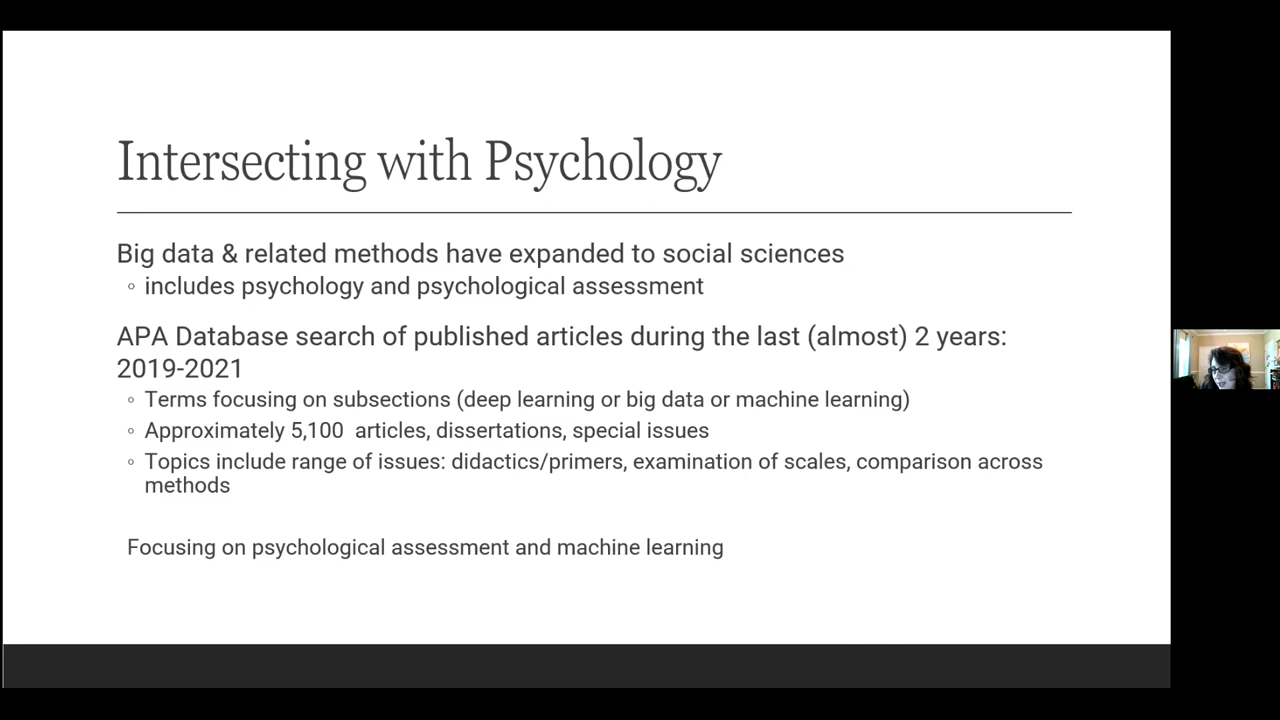 Intersecting with Psychology
Big data & related methods have expanded to social sciences
◦ includes psychology and psychological assessment
APA Database search of published articles during the last (almost) 2 years:
2019-2021
◦ Terms focusing on subsections (deep learning or big data or machine learning)
◦ Approximately 5,100  articles, dissertations, special issues
◦ Topics include range of issues: didactics/primers, examination of scales, comparison across
methods
Focusing on psychological assessment and machine learning